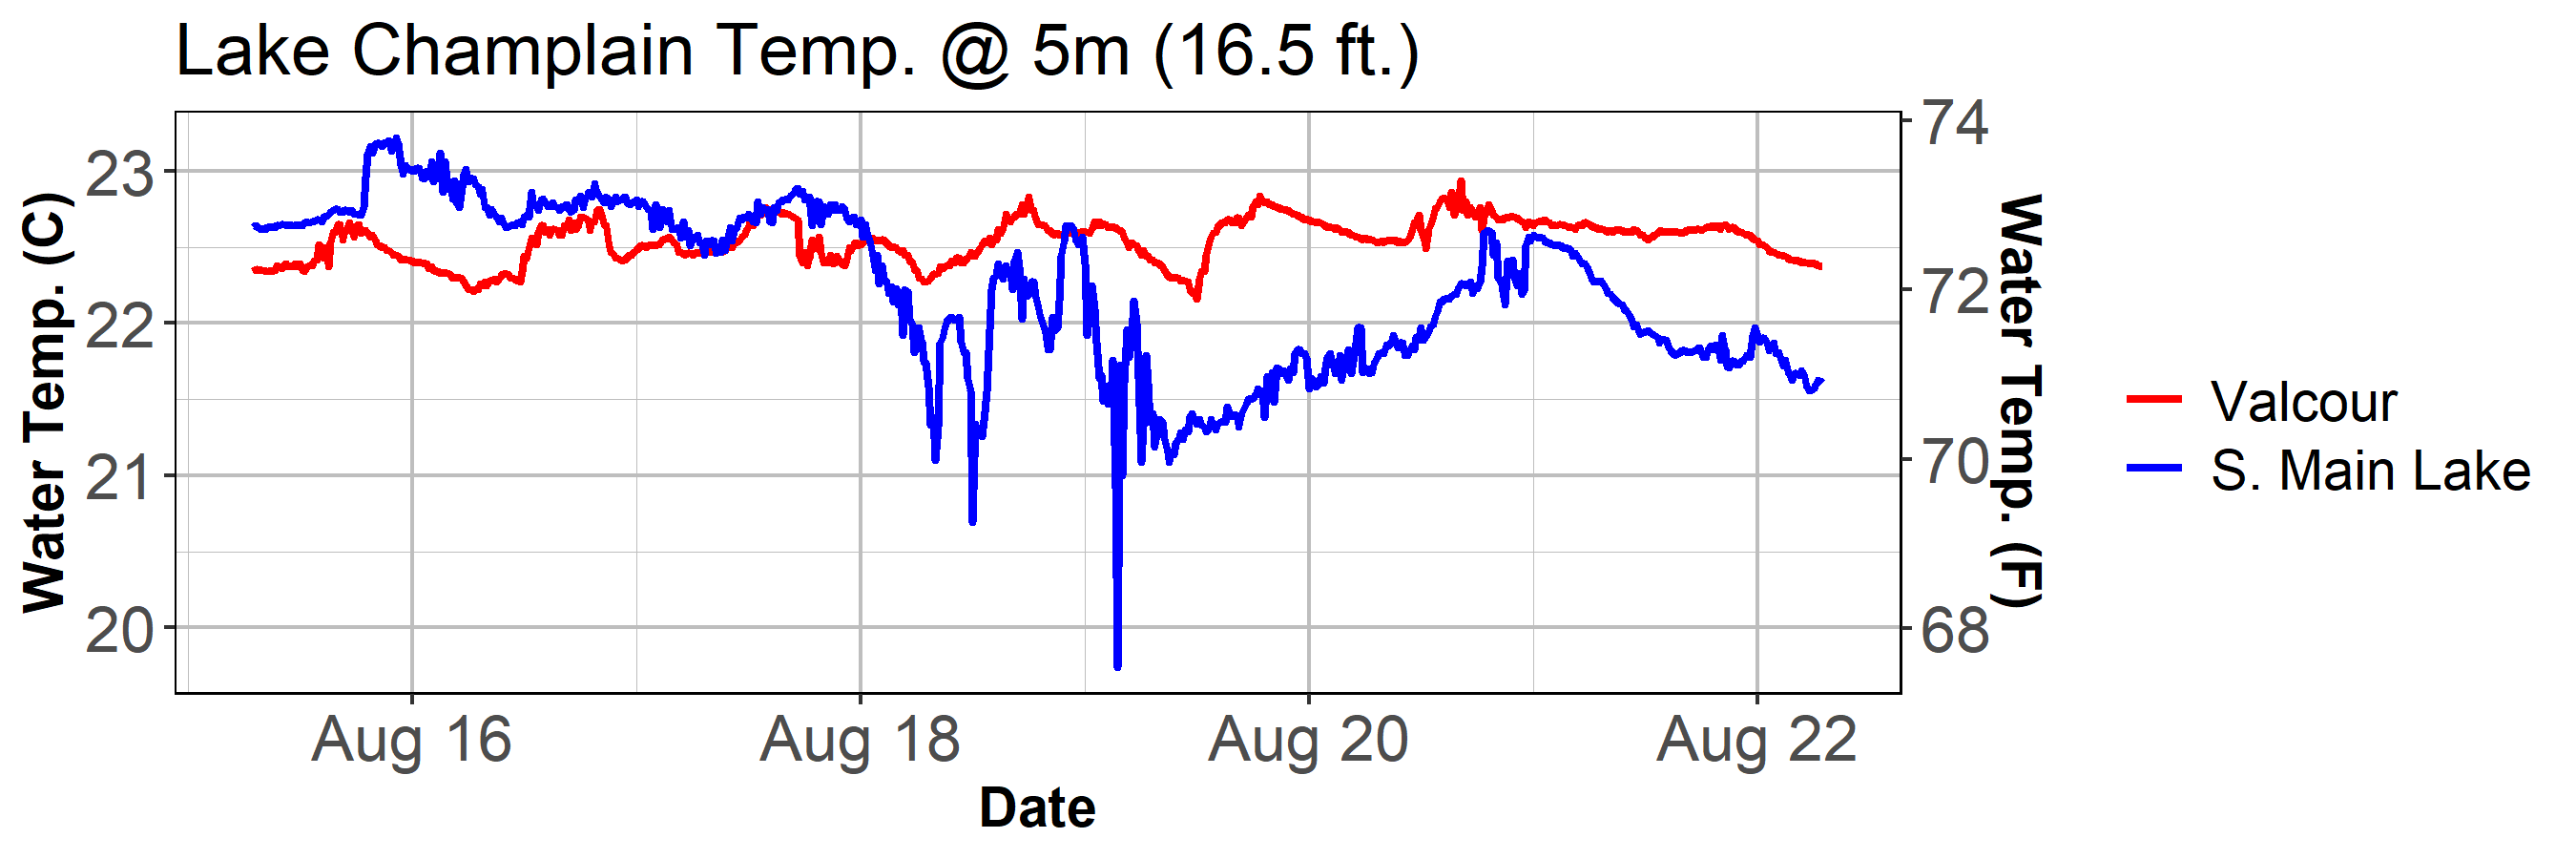 Lake Champlain Temp. @ 5m (16.5 ft.)
Water Temp. (C)
23
22
21
20
74
72
70
68
Water Temp. (F)
Aug 16
Aug 18
Aug 20
Aug 22
Date
Valcour
S. Main Lake